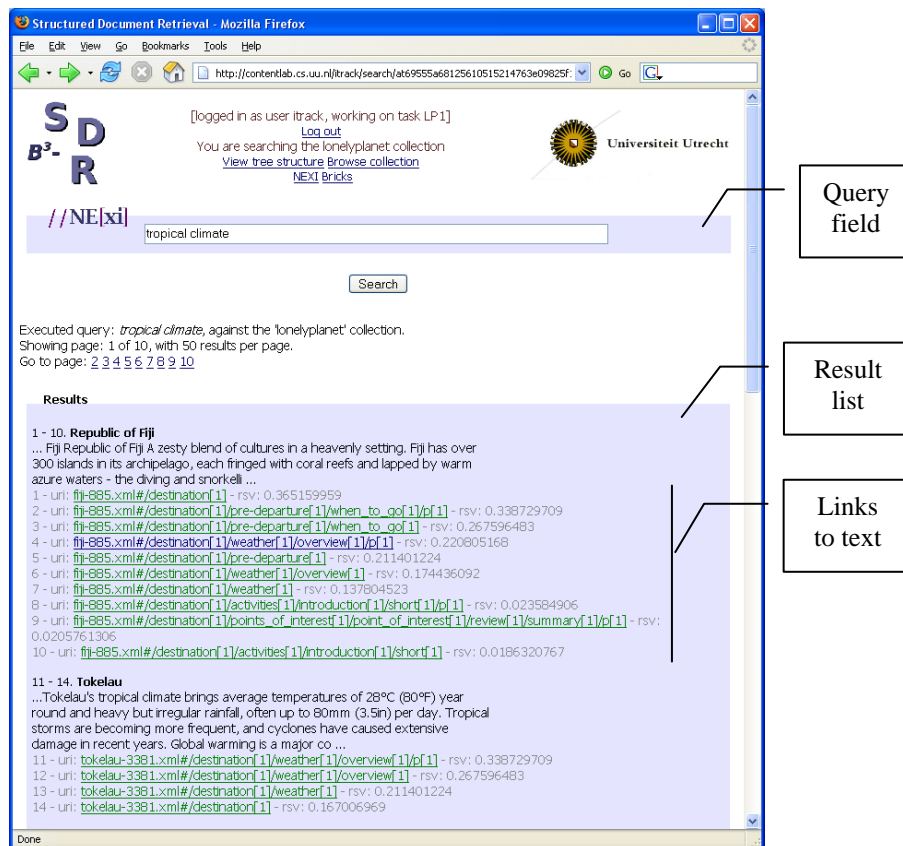 Structured Document Retrieval - Mozilla Firefox
File Edit View Go Bookmarks Tools Help
http://contentlab.cs.uu.nl/itrack/search/at69555a68125610515214763e09825f: Go G
S D B³- R
[logged in as user itrack, working on task LP1]
Log out
You are searching the lonelyplanet collection
View tree structure Browse collection
NEXI Bricks
Universiteit Utrecht
//NE[xi]
tropical climate
Query
field
Search
Executed query: tropical climate, against the 'lonelyplanet' collection.
Showing page: 1 of 10, with 50 results per page.
Go to page: 2 3 4 5 6 7 8 9 10
Result
list
Results
1 - 10. Republic of Fiji
... Fiji Republic of Fiji A zesty blend of cultures in a heavenly setting. Fiji has over
300 islands in its archipelago, each fringed with coral reefs and lapped by warm
azure waters - the diving and snorkelli ...
1 - uri: fiji-885.xml#/destination[1] - rsv: 0.365159959
2 - uri: fiji-885.xml#/destination[1]/pre-departure[1]/when_to_go[1]/p[1] - rsv: 0.338729709
3 - uri: fiji-885.xml#/destination[1]/pre-departure[1]/when_to_go[1] - rsv: 0.267596483
4 - uri: fiji-885.xml#/destination[1]/weather[1]/overview[1]/p[1] - rsv: 0.220805168
5 - uri: fiji-885.xml#/destination[1]/pre-departure[1] - rsv: 0.211401224
6 - uri: fiji-885.xml#/destination[1]/weather[1]/overview[1] - rsv: 0.174436092
7 - uri: fiji-885.xml#/destination[1]/weather[1] - rsv: 0.137804523
8 - uri: fiji-885.xml#/destination[1]/activities[1]/introduction[1]/short[1]/p[1] - rsv: 0.023584906
9 - uri: fiji-885.xml#/destination[1]/points_of_interest[1]/point_of_interest[1]/review[1]/summary[1]/p[1] - rsv:
0.0205761306
10 - uri: fiji-885.xml#/destination[1]/activities[1]/introduction[1]/short[1] - rsv: 0.0186320767
Links
to text
11 - 14. Tokelau
...Tokelau's tropical climate brings average temperatures of 28°C (80°F) year
round and heavy but irregular rainfall, often up to 80mm (3.5in) per day. Tropical
storms are becoming more frequent, and cyclones have caused extensive
damage in recent years. Global warming is a major co ...
11 - uri: tokelau-3381.xml#/destination[1]/weather[1]/overview[1]/p[1] - rsv: 0.338729709
12 - uri: tokelau-3381.xml#/destination[1]/weather[1]/overview[1] - rsv: 0.267596483
13 - uri: tokelau-3381.xml#/destination[1]/weather[1] - rsv: 0.211401224
14 - uri: tokelau-3381.xml#/destination[1] - rsv: 0.167006969
Done